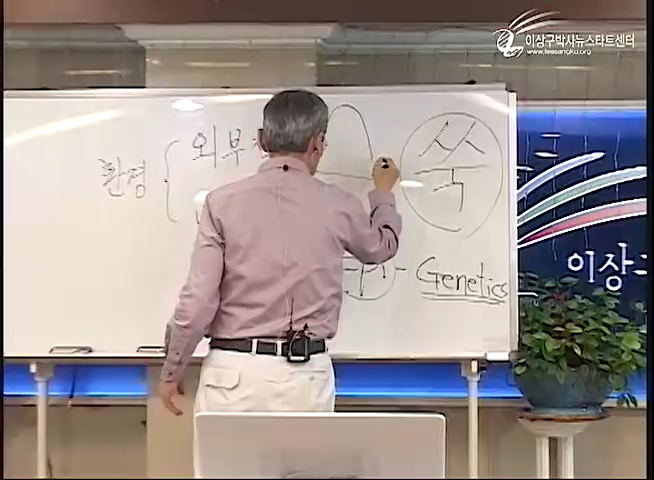 이상구박사뉴스타트센터
www.leesangku.org
환경 { 외부
쑥
Genetics
이상구